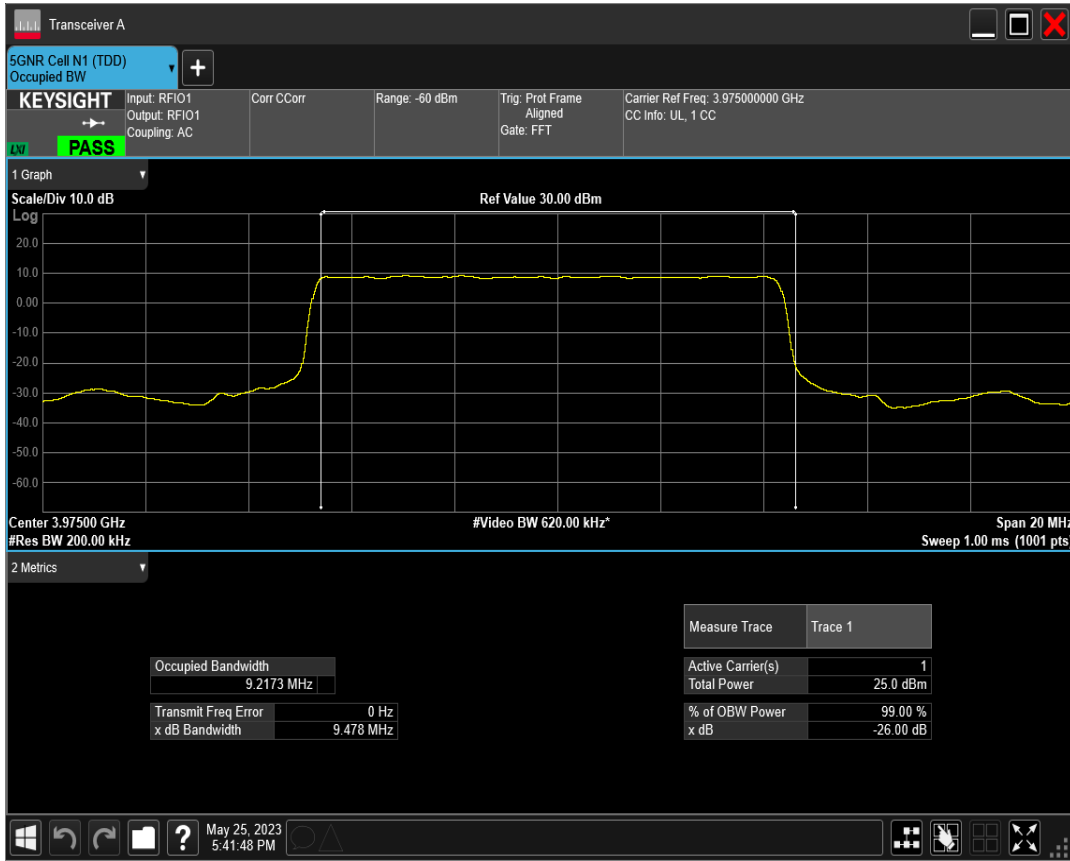 Transceiver A
5GNR Cell N1 (TDD)
Occupied BW
+
KEYSIGHT
LXI
PASS
Input: RFIO1
Output: RFIO1
Coupling: AC
Corr CCorr
Range: -60 dBm
Trig: Prot Frame
Aligned
Gate: FFT
Carrier Ref Freq: 3.975000000 GHz
CC Info: UL, 1 CC
1 Graph
Scale/Div 10.0 dB
Ref Value 30.00 dBm
Log
20.0
10.0
0.00
-10.0
-20.0
-30.0
-40.0
-50.0
-60.0
Center 3.97500 GHz
#Video BW 620.00 kHz*
Span 20 MHz
#Res BW 200.00 kHz
Sweep 1.00 ms (1001 pts)
2 Metrics
Measure Trace Trace 1
Occupied Bandwidth
9.2173 MHz
Active Carrier(s) 1
Total Power 25.0 dBm
Transmit Freq Error 0 Hz
x dB Bandwidth 9.478 MHz
% of OBW Power 99.00 %
x dB -26.00 dB
?
May 25, 2023
5:41:48 PM